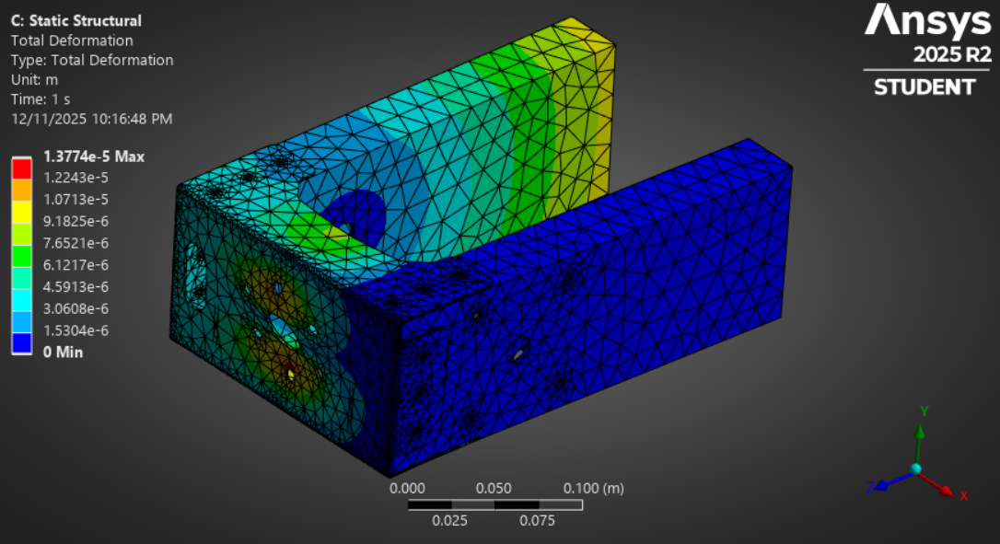 C: Static Structural
Total Deformation
Type: Total Deformation
Unit: m
Time: 1 s
12/11/2025 10:16:48 PM
1.3774e-5 Max
1.2243e-5
1.0713e-5
9.1825e-6
7.6521e-6
6.1217e-6
4.5913e-6
3.0608e-6
1.5304e-6
0 Min
Ansys
2025 R2
STUDENT
Y
Z
X
0.000 0.050 0.100 (m)
0.025 0.075